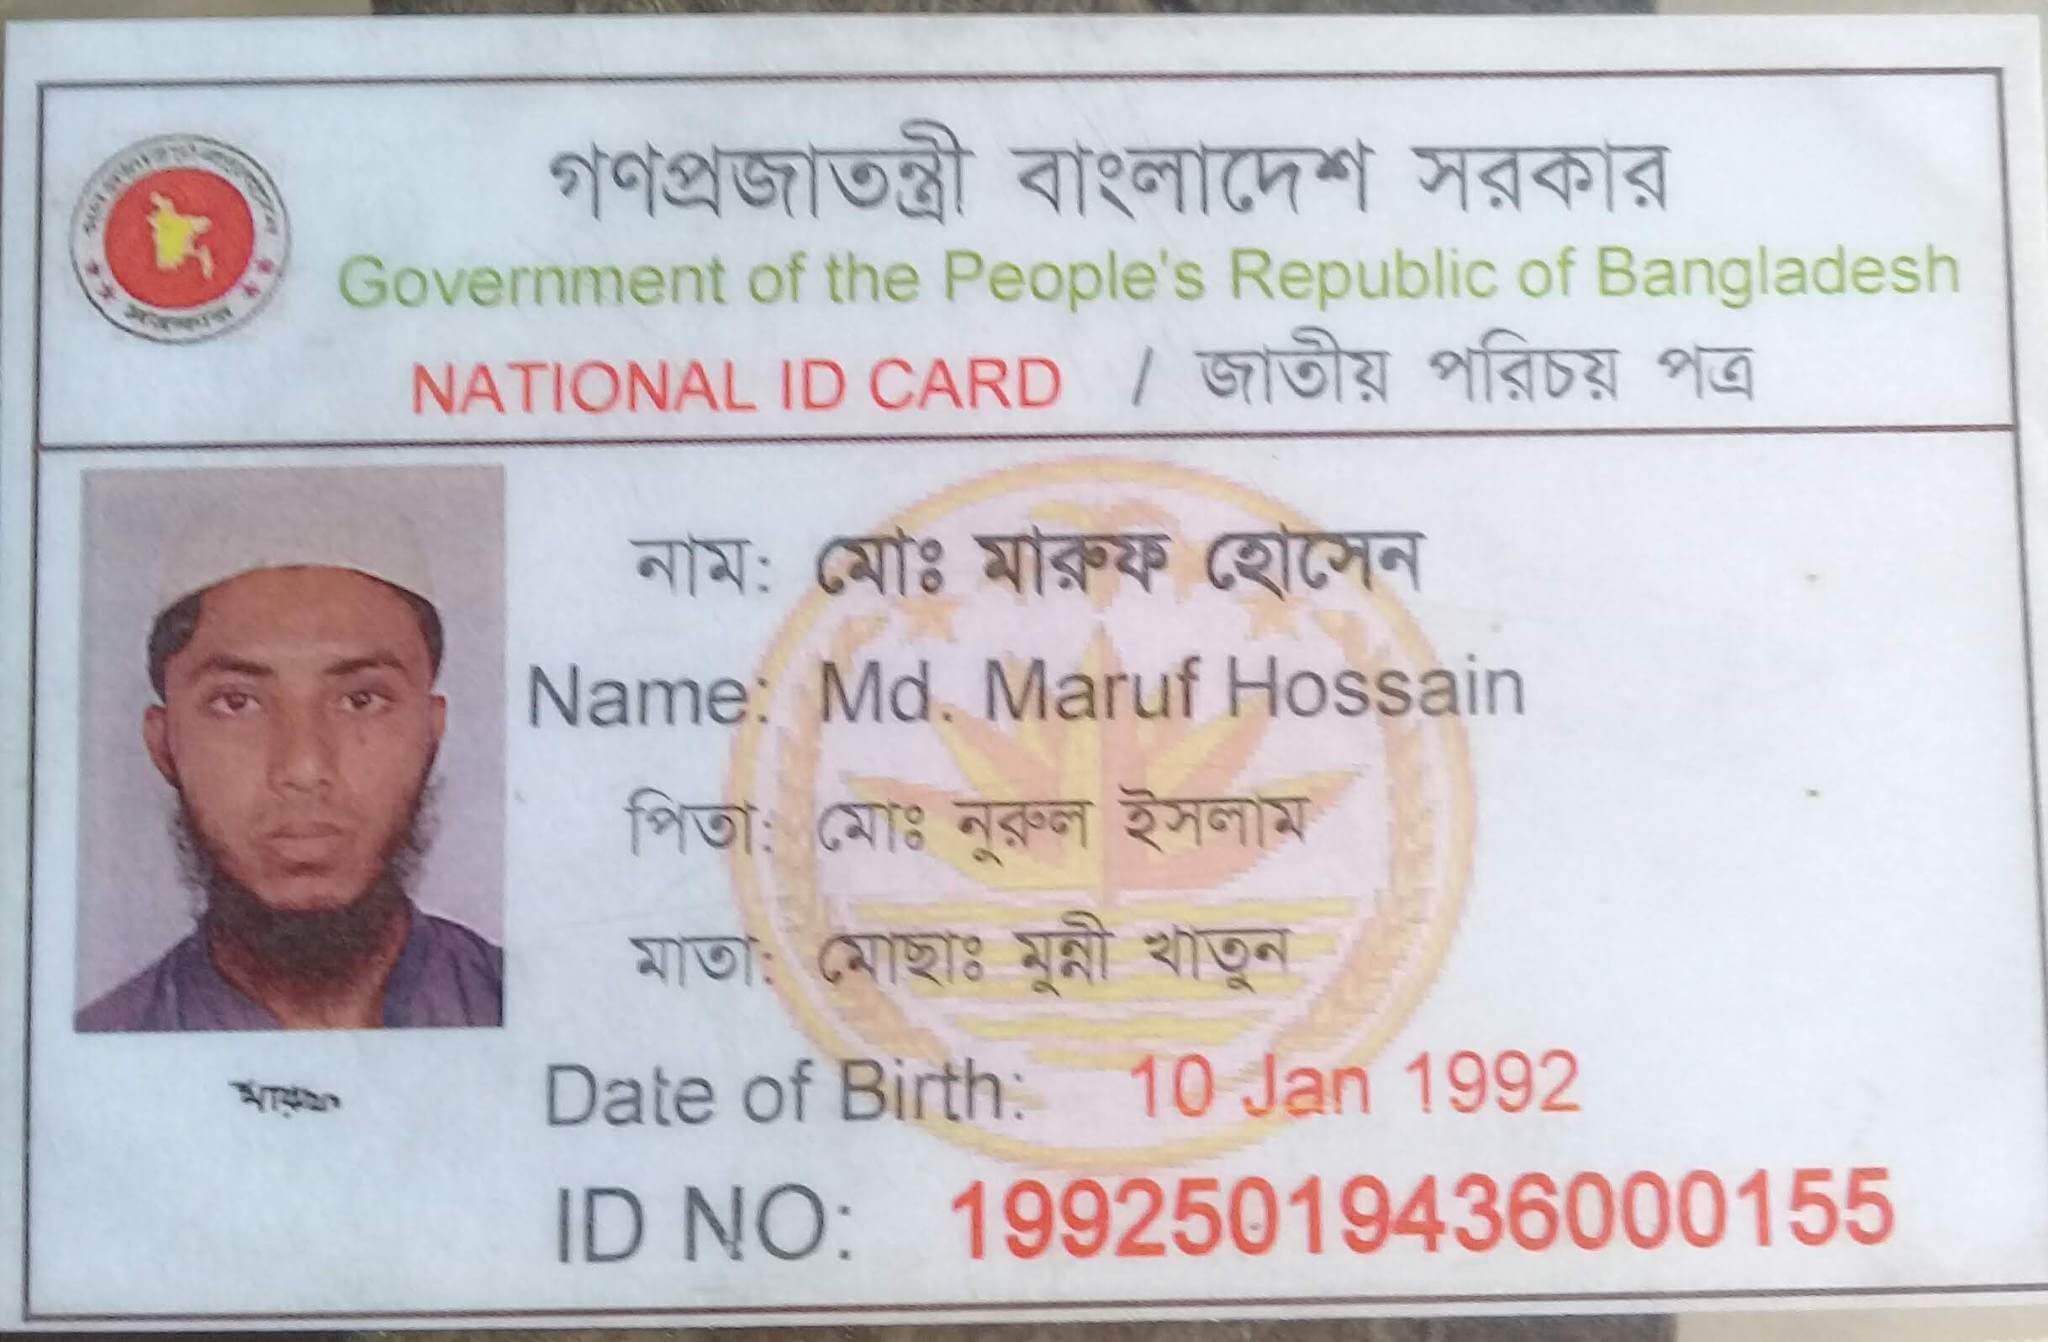 গণপ্রজাতন্ত্রী বাংলাদেশ সরকার
Government of the People's Republic of Bangladesh
NATIONAL ID CARD / জাতীয় পরিচয় পত্র
নাম: মোঃ মারুফ হোসেন
Name: Md. Maruf Hossain
পিতা: মোঃ নুরুল ইসলাম
মাতা: মোছাঃ মুন্নী খাতুন
মারুফ
Date of Birth: 10 Jan 1992
ID NO: 19925019436000155